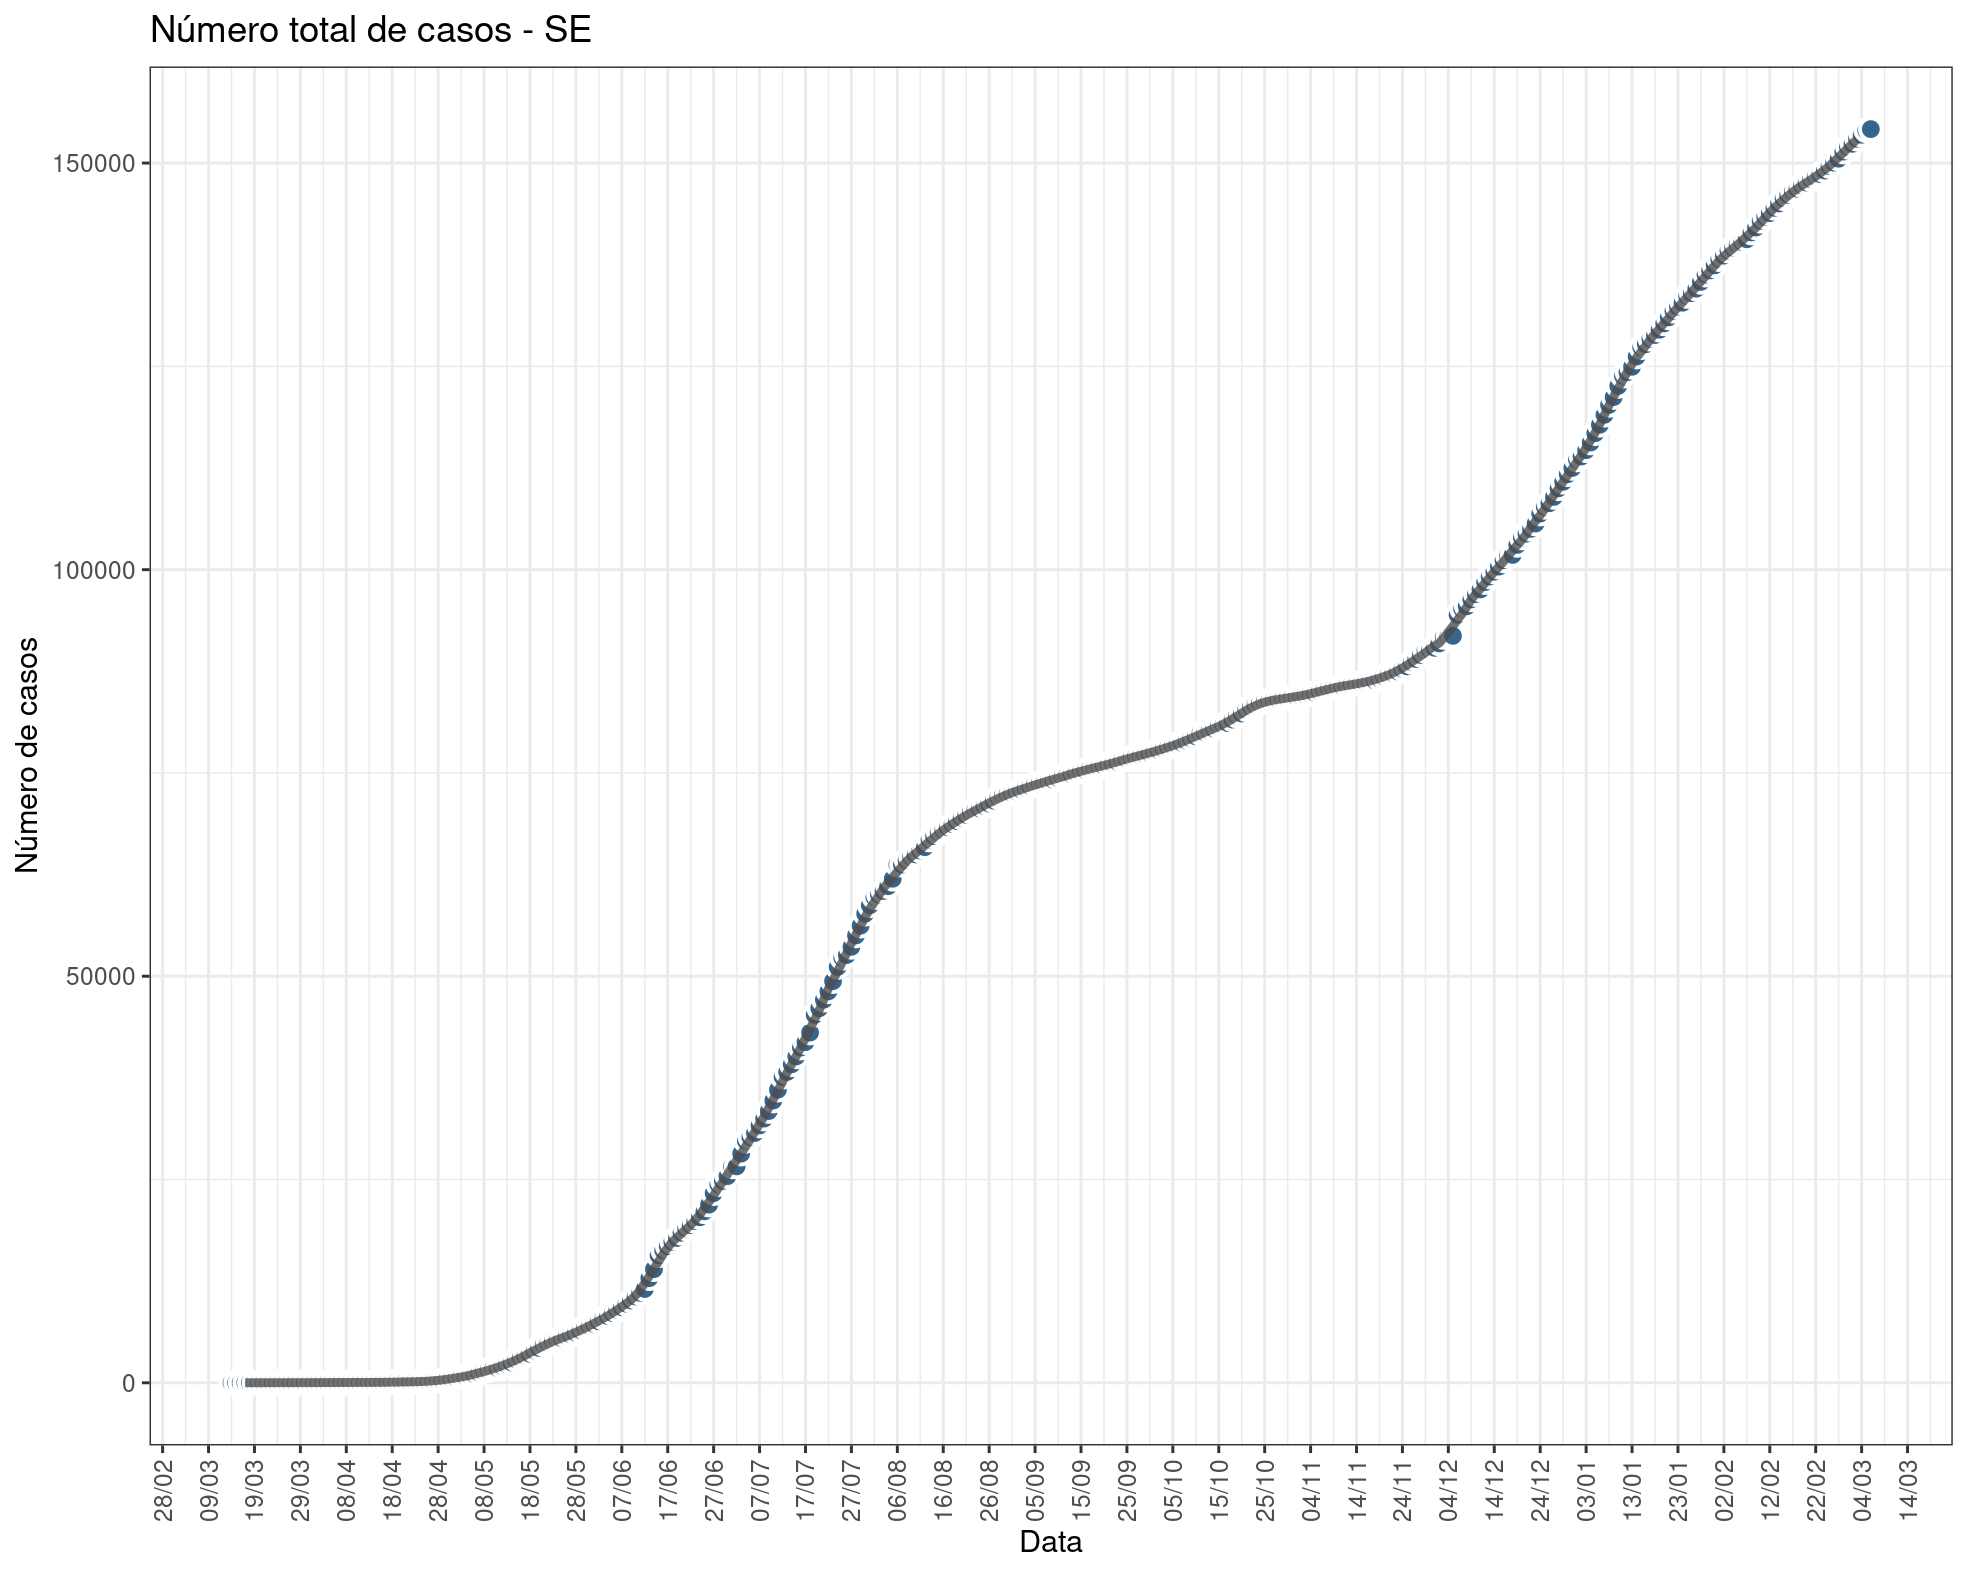 Número total de casos - SE
Número de casos
150000
100000
50000
0
28/02 09/03 19/03 29/03 08/04 18/04 28/04 08/05 18/05 28/05 07/06 17/06 27/06 07/07 17/07 27/07 06/08 16/08 26/08 05/09 15/09 25/09 05/10 15/10 25/10 04/11 14/11 24/11 04/12 14/12 24/12 03/01 13/01 23/01 02/02 12/02 22/02 04/03 14/03
Data